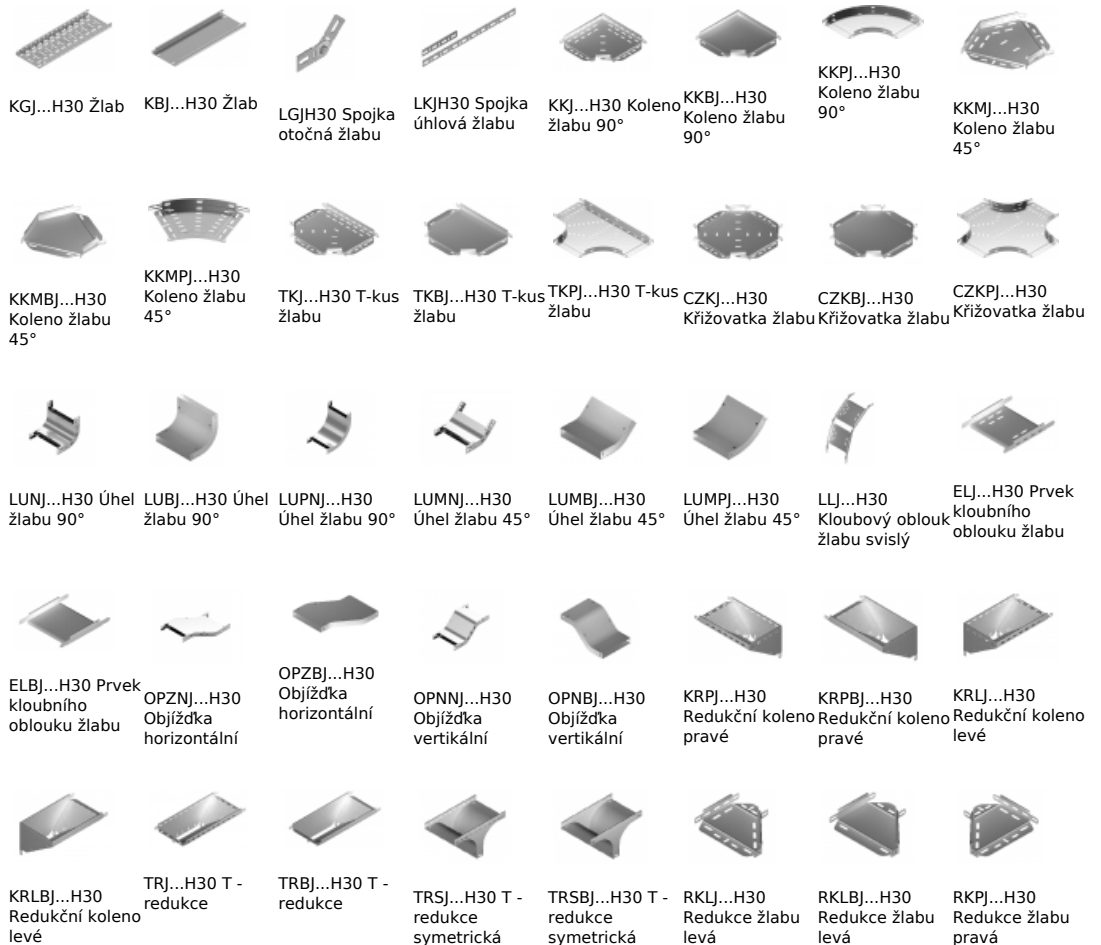 KGJ...H30 Žlab
KBJ...H30 Žlab
LGJH30 Spojka
otočná žlabu
LKJH30 Spojka
úhlová žlabu
KKJ...H30 Koleno
žlabu 90°
KKBJ...H30
Koleno žlabu
90°
KKPJ...H30
Koleno žlabu
90°
KKMJ...H30
Koleno žlabu
45°
KKMBJ...H30
Koleno žlabu
45°
KKMPJ...H30
Koleno žlabu
45°
TKJ...H30 T-kus
žlabu
TKBJ...H30 T-kus
žlabu
TKPJ...H30 T-kus
žlabu
CZKJ...H30
Křižovatka žlabu
CZKBJ...H30
Křižovatka žlabu
CZKPJ...H30
Křižovatka žlabu
LUNJ...H30 Úhel
žlabu 90°
LUBJ...H30 Úhel
žlabu 90°
LUPNJ...H30
Úhel žlabu 90°
LUMNJ...H30
Úhel žlabu 45°
LUMBJ...H30
Úhel žlabu 45°
LUMPJ...H30
Úhel žlabu 45°
LLJ...H30
Kloubový oblouk
žlabu svislý
ELJ...H30 Prvek
kloubního
oblouku žlabu
ELBJ...H30 Prvek
kloubního
oblouku žlabu
OPZNJ...H30
Objížďka
horizontální
OPZBJ...H30
Objížďka
horizontální
OPNNJ...H30
Objížďka
vertikální
OPNBJ...H30
Objížďka
vertikální
KRPJ...H30
Redukční koleno
pravé
KRPBJ...H30
Redukční koleno
pravé
KRLJ...H30
Redukční koleno
levé
KRLBJ...H30
Redukční koleno
levé
TRJ...H30 T -
redukce
TRBJ...H30 T -
redukce
TRSJ...H30 T -
redukce
symetrická
TRSBJ...H30 T -
redukce
symetrická
RKLJ...H30
Redukce žlabu
levá
RKLBJ...H30
Redukce žlabu
levá
RKPJ...H30
Redukce žlabu
pravá